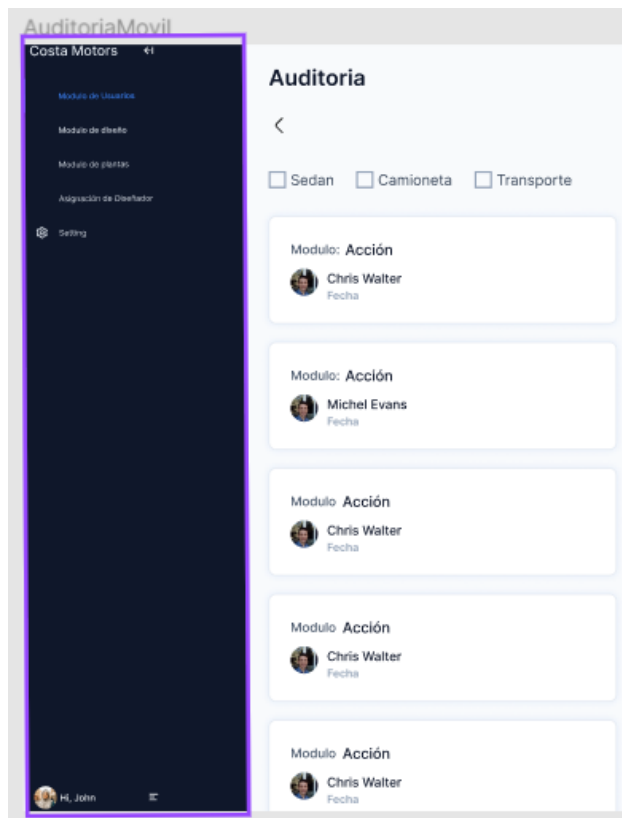 AuditoriaMovil
Costa Motors
Modulo de Usuarios
Modulo de diseño
Modulo de plantas
Asignación de Diseñador
Setting
Hi, John
Auditoria
Sedan Camioneta Transporte
Modulo: Acción
Chris Walter
Fecha
Modulo: Acción
Michel Evans
Fecha
Modulo Acción
Chris Walter
Fecha
Modulo Acción
Chris Walter
Fecha
Modulo Acción
Chris Walter
Fecha